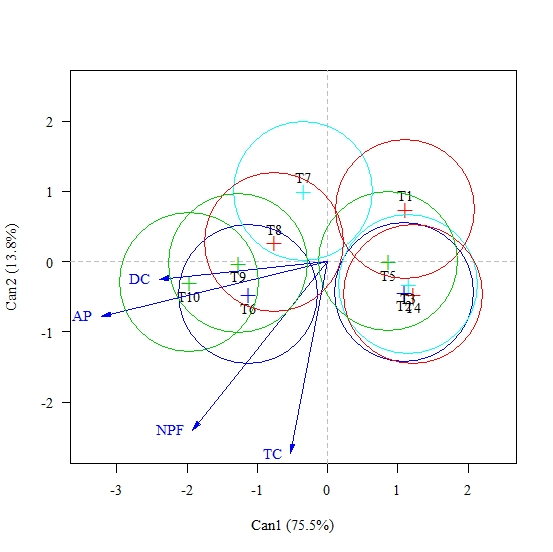 2
1
0
-1
-2
Can2 (13.8%)
T7
T1
T8
T5
T9
DC
T10
T6
T3
T2
T4
AP
NPF
TC
-3
-2
-1
0
1
2
Can1 (75.5%)